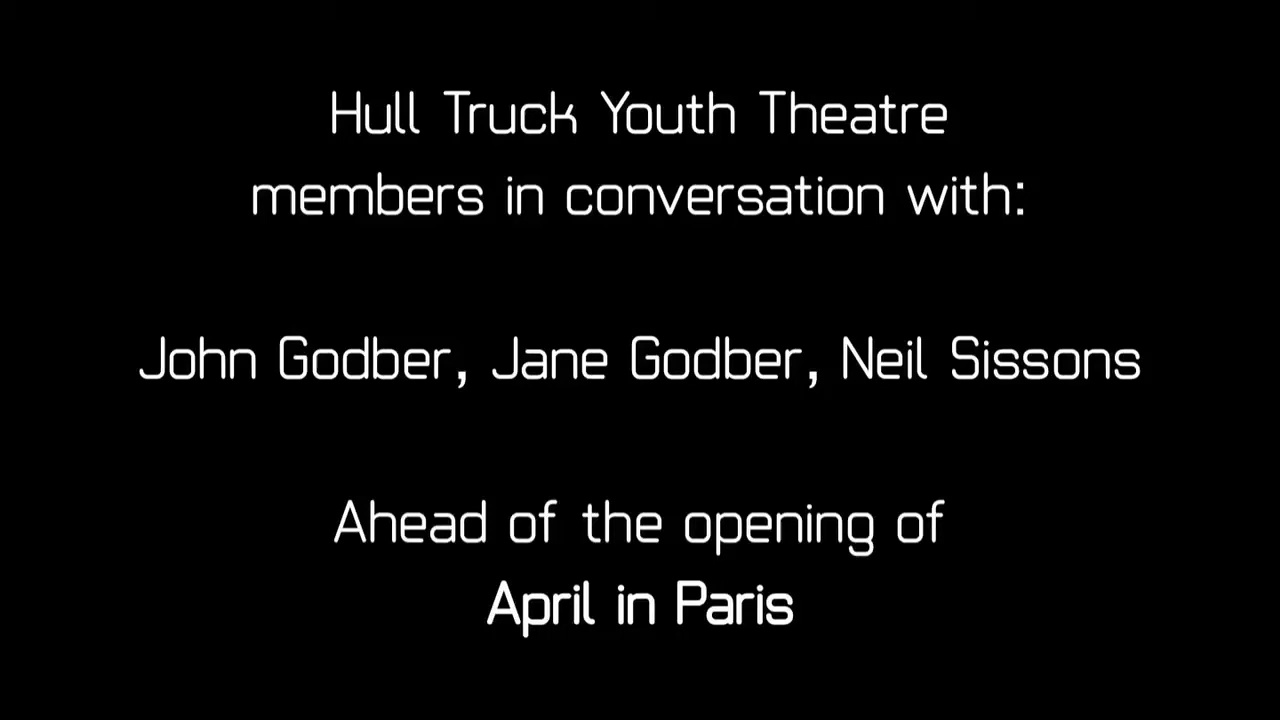 Hull Truck Youth Theatre
members in conversation with:
John Godber, Jane Godber, Neil Sissons
Ahead of the opening of
April in Paris